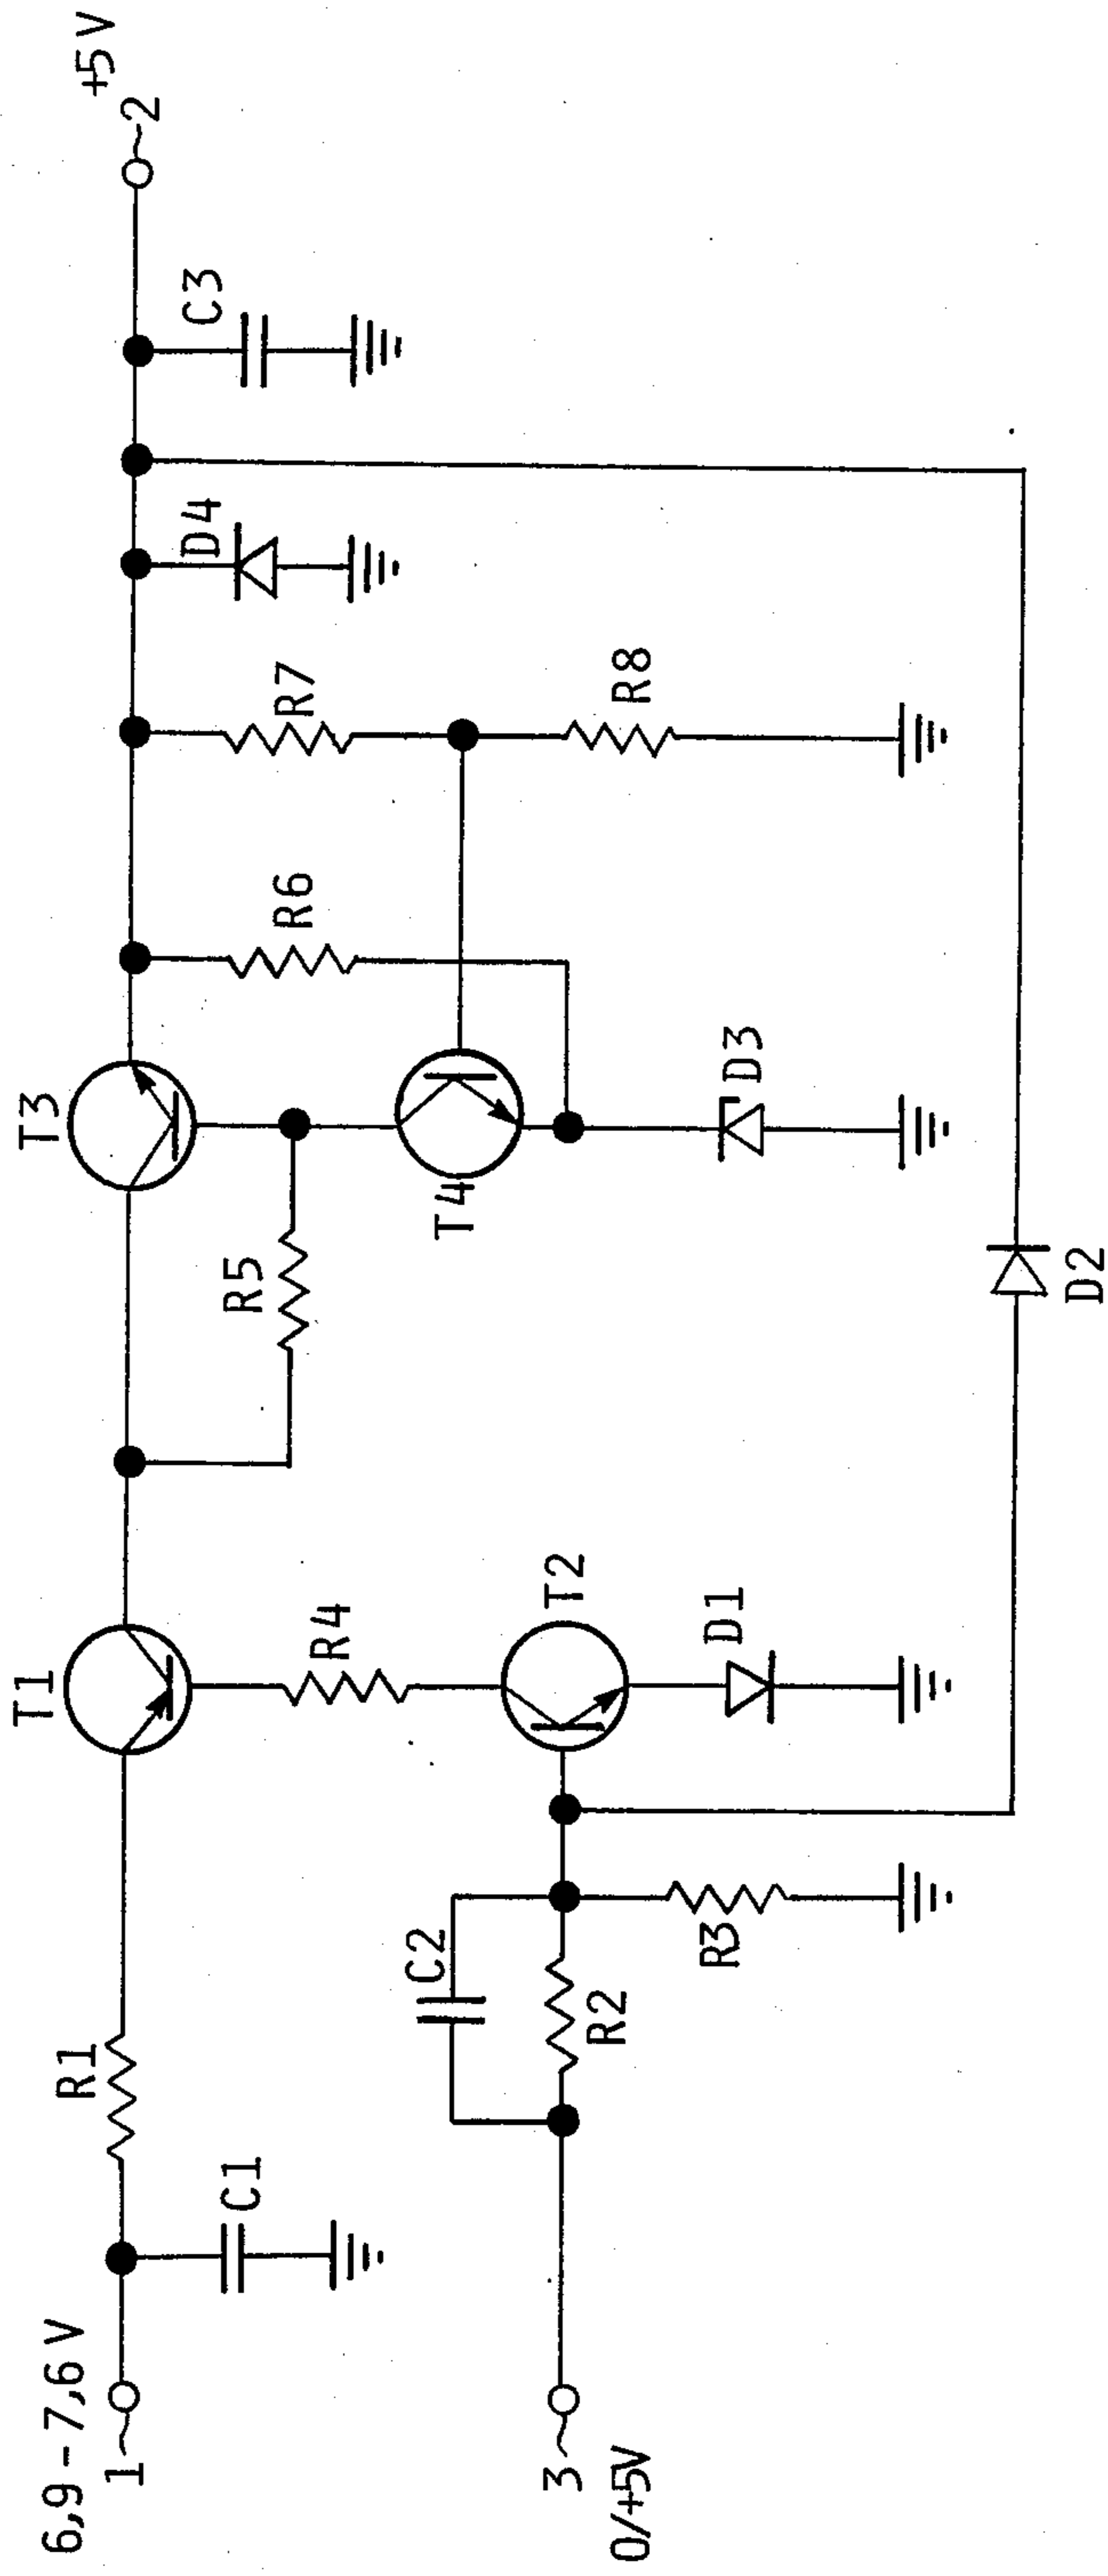 6,9-7,6 V
1
R1
C1
T1
T3
R4
R5
R6
R7
D4
C3
+5V
2
T4
R8
D3
C2
R2
R3
T2
D1
3
0/+5V
D2